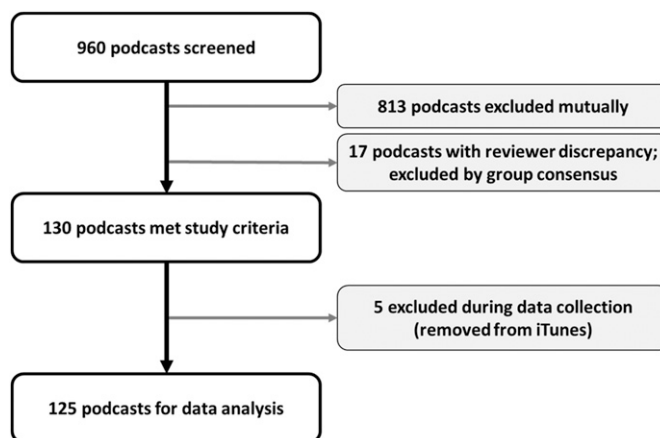 960 podcasts screened
813 podcasts excluded mutually
17 podcasts with reviewer discrepancy;
excluded by group consensus
130 podcasts met study criteria
5 excluded during data collection
(removed from iTunes)
125 podcasts for data analysis